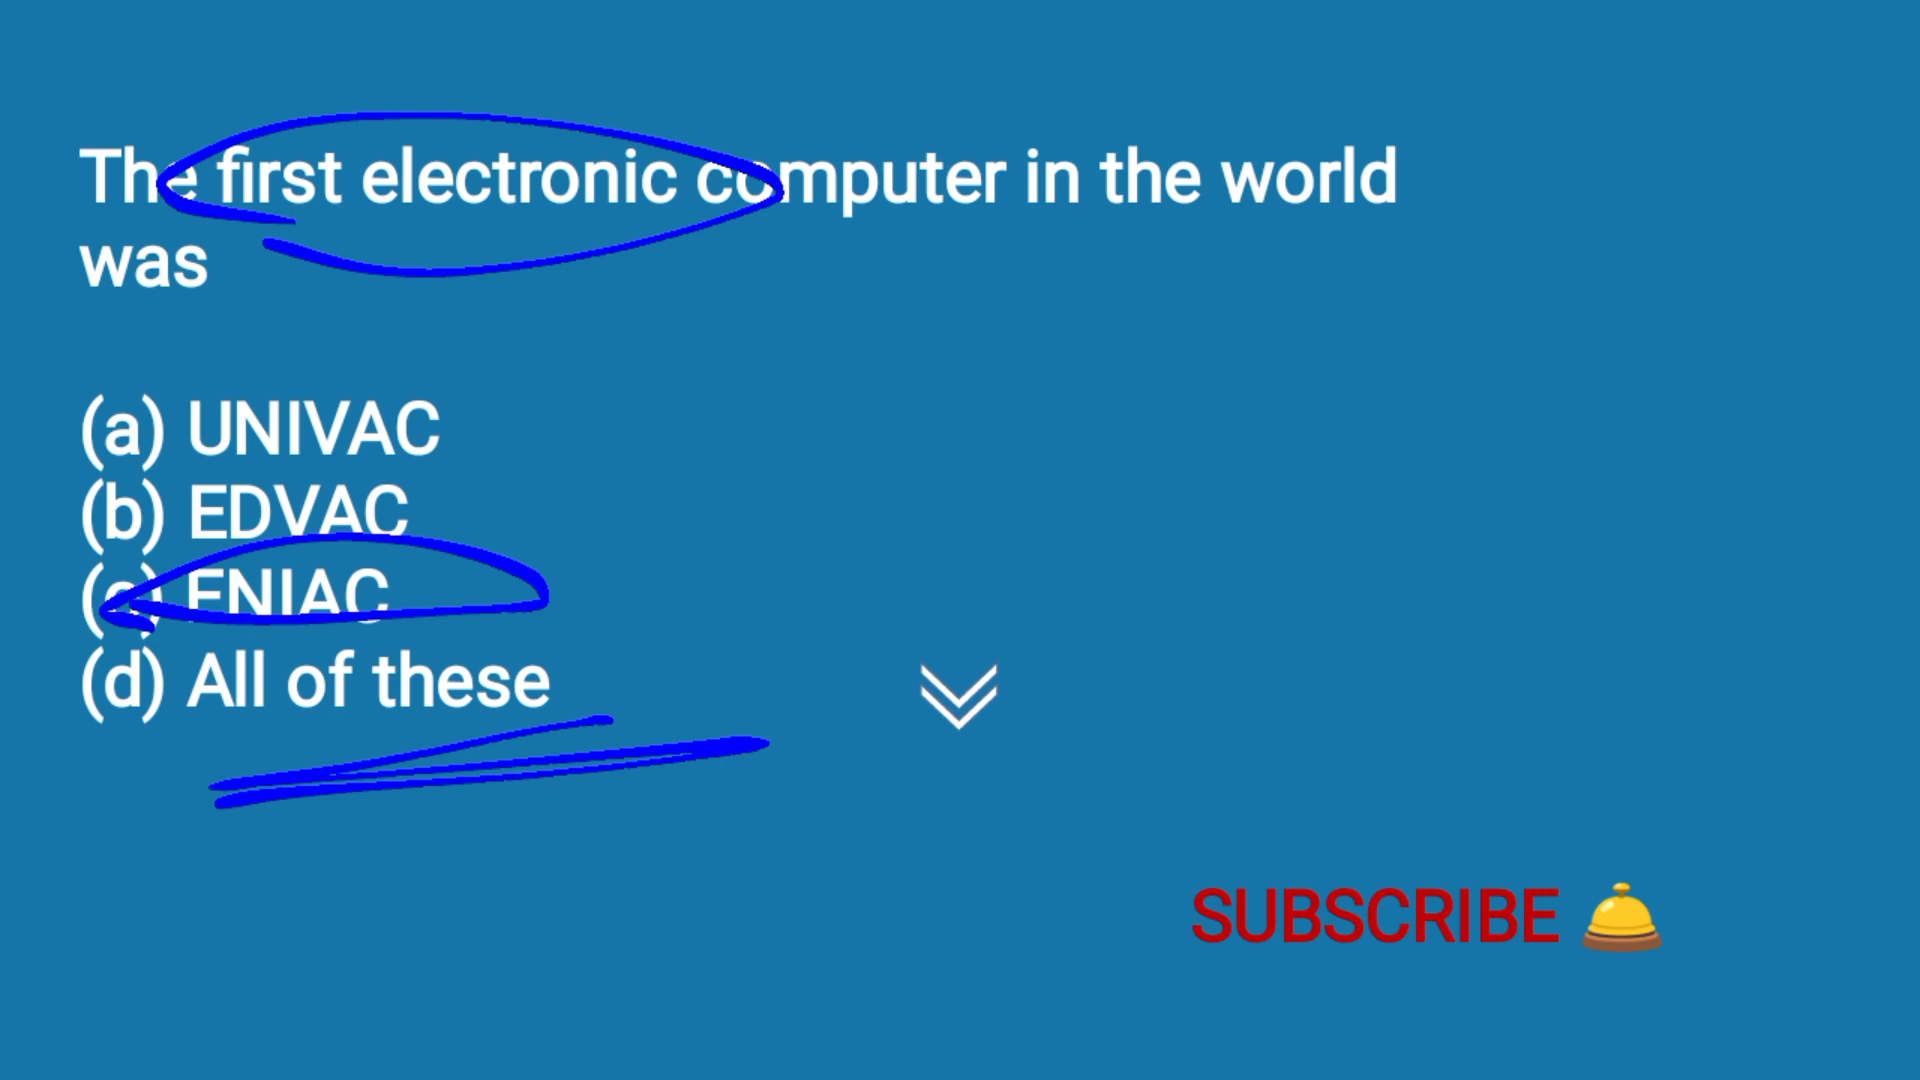 The first electronic computer in the world
was
(a) UNIVAC
(b) EDVAC
(c) ENIAC
(d) All of these
SUBSCRIBE